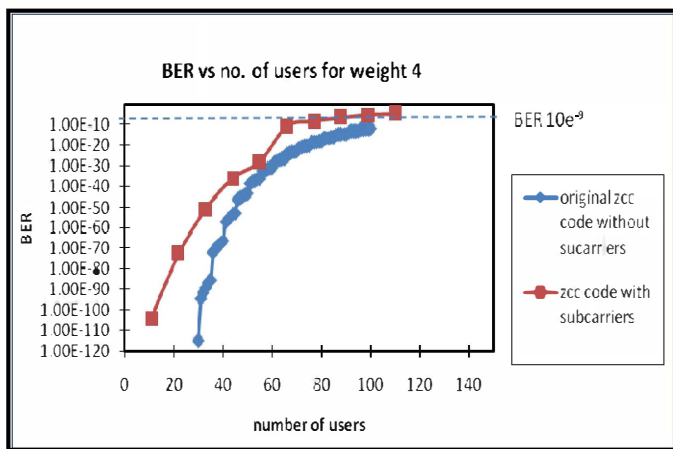 BER vs no. of users for weight 4
BER 10e-9
1.00E-10
1.00E-20
1.00E-30
1.00E-40
1.00E-50
1.00E-60
1.00E-70
1.00E-80
1.00E-90
1.00E-100
1.00E-110
1.00E-120
BER
0 20 40 60 80 100 120 140
number of users
original zcc
code without
sucarriers
zcc code with
subcarriers